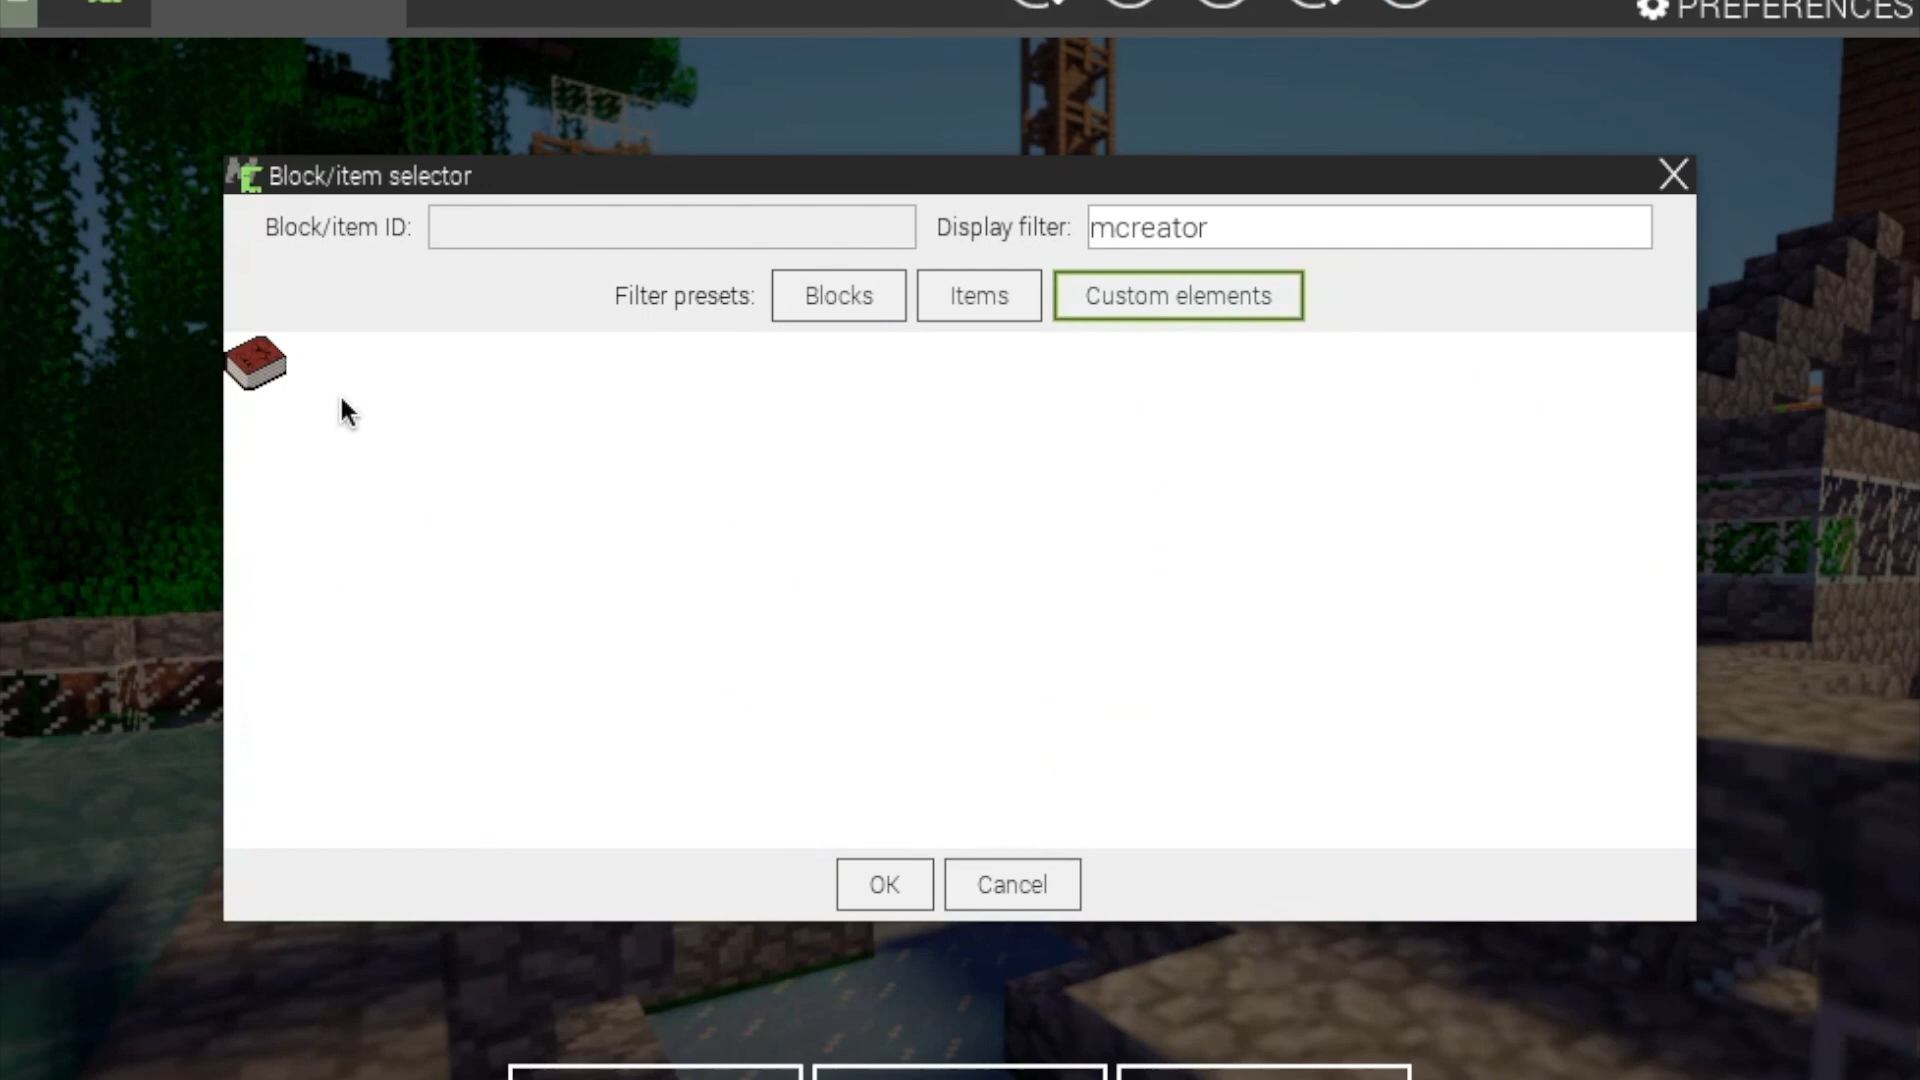 PREFERENCES
Block/item selector
Block/item ID:
Display filter: mcreator
Filter presets: Blocks Items Custom elements
OK Cancel